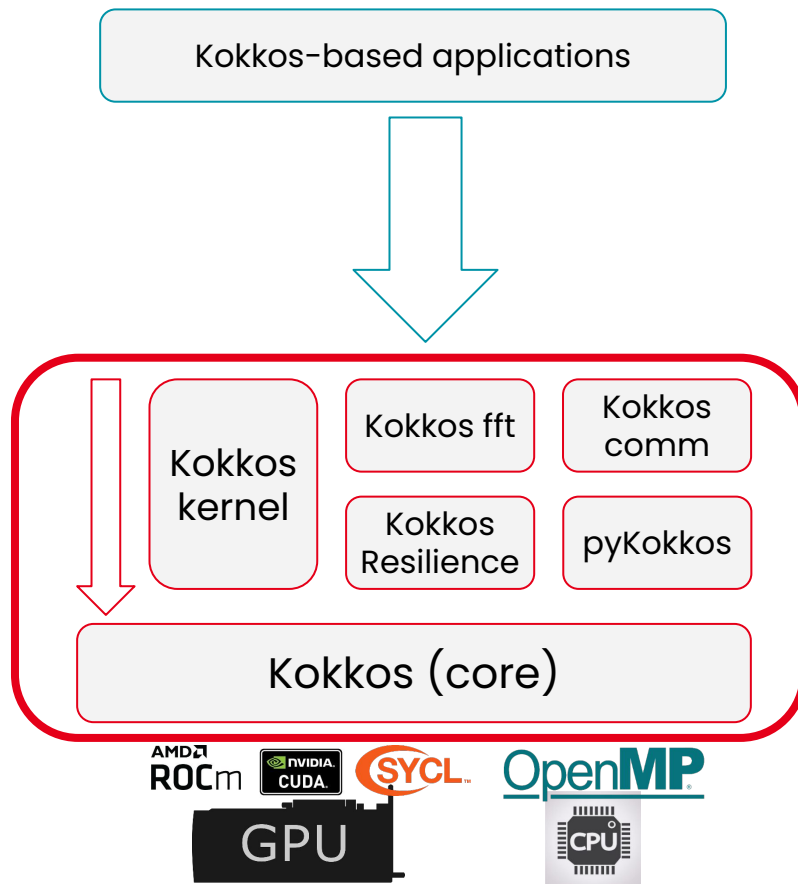 Kokkos-based applications
Kokkos
kernel
Kokkos fft
Kokkos
comm
Kokkos
Resilience
pyKokkos
Kokkos (core)
AMD
ROCm
NVIDIA.
CUDA.
SYCL™
OpenMP®
GPU
CPU